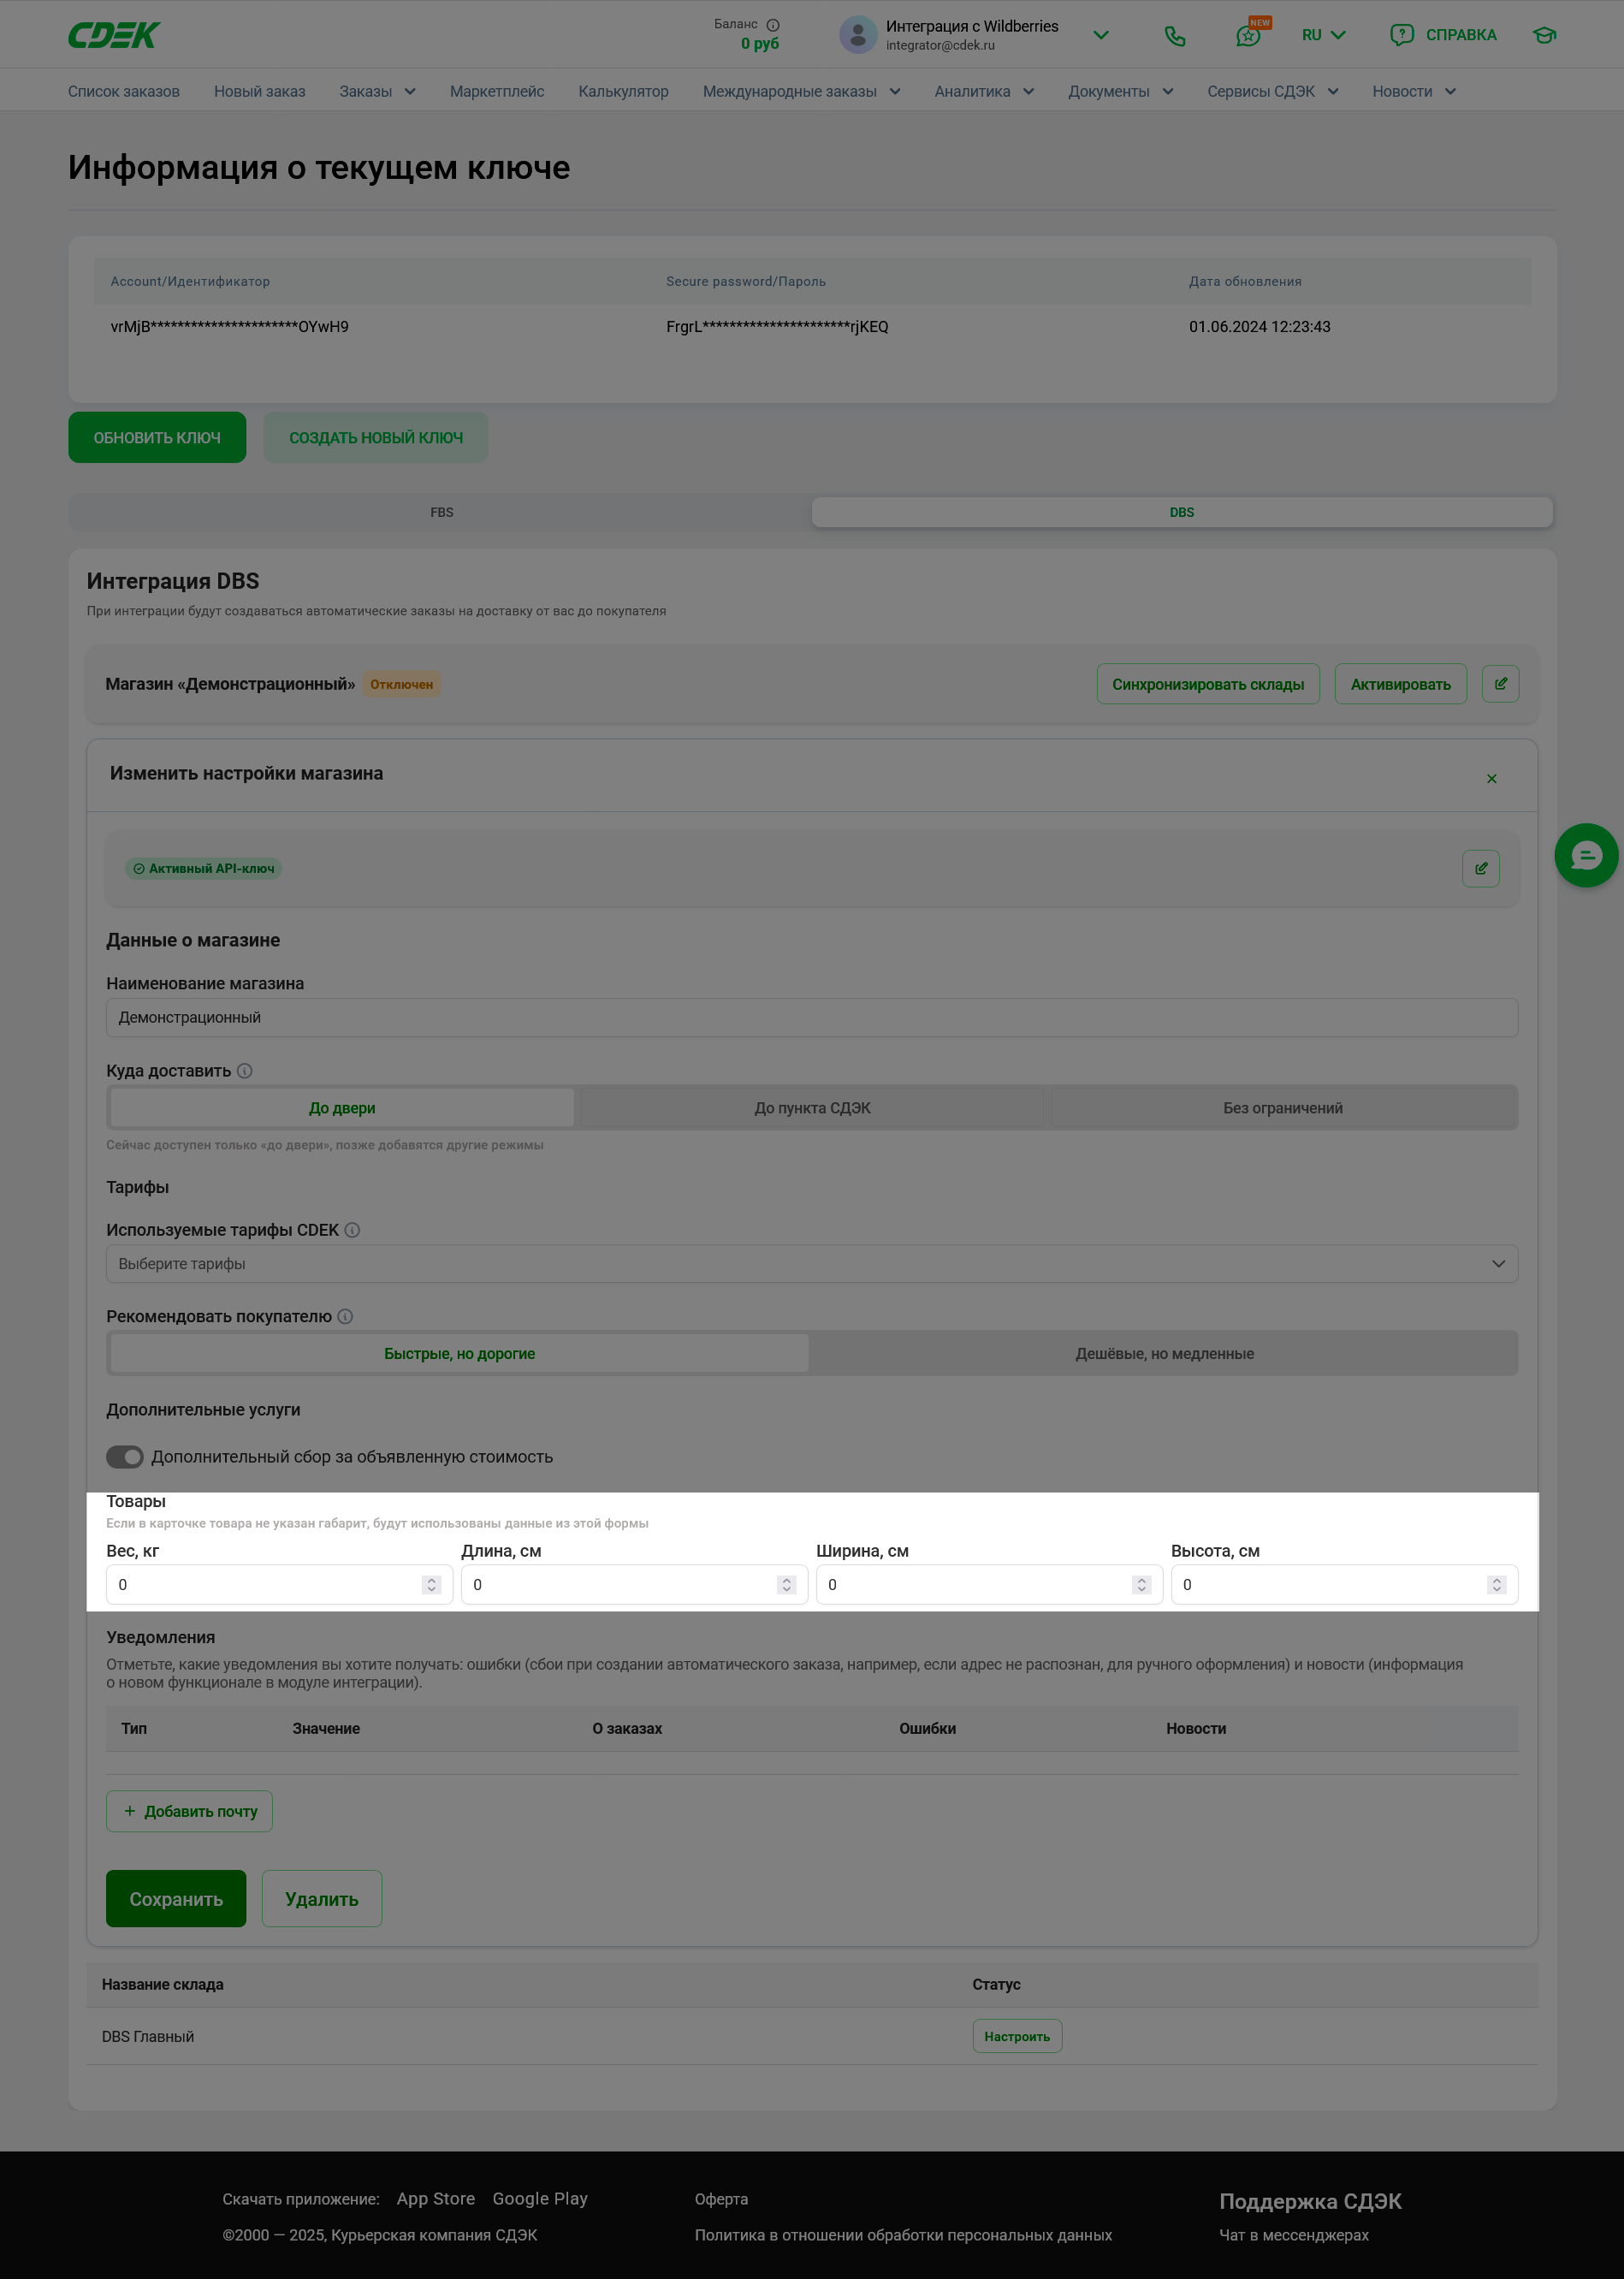 CDEK
Баланс
0 руб
Интеграция с Wildberries
integrator@cdek.ru
NEW
RU
СПРАВКА
Список заказов Новый заказ Заказы Маркетплейс Калькулятор Международные заказы Аналитика Документы Сервисы СДЭК Новости
Информация о текущем ключе
Account/Идентификатор Secure password/Пароль Дата обновления
vrMjB**********************OYwH9 FrgrL**********************rjKEQ 01.06.2024 12:23:43
ОБНОВИТЬ КЛЮЧ СОЗДАТЬ НОВЫЙ КЛЮЧ
FBS DBS
Интеграция DBS
При интеграции будут создаваться автоматические заказы на доставку от вас до покупателя
Магазин «Демонстрационный» Отключен Синхронизировать склады Активировать
Изменить настройки магазина
Активный API-ключ
Данные о магазине
Наименование магазина
Демонстрационный
Куда доставить
До двери До пункта СДЭК Без ограничений
Сейчас доступен только «до двери», позже добавятся другие режимы
Тарифы
Используемые тарифы CDEK
Выберите тарифы
Рекомендовать покупателю
Быстрые, но дорогие Дешёвые, но медленные
Дополнительные услуги
Дополнительный сбор за объявленную стоимость
Товары
Если в карточке товара не указан габарит, будут использованы данные из этой формы
Вес, кг Длина, см Ширина, см Высота, см
0 0 0 0
Уведомления
Отметьте, какие уведомления вы хотите получать: ошибки (сбои при создании автоматического заказа, например, если адрес не распознан, для ручного оформления) и новости (информация
о новом функционале в модуле интеграции).
Тип Значение О заказах Ошибки Новости
+ Добавить почту
Сохранить Удалить
Название склада Статус
DBS Главный Настроить
Скачать приложение: App Store Google Play Оферта Поддержка СДЭК
©2000 — 2025, Курьерская компания СДЭК Политика в отношении обработки персональных данных Чат в мессенджерах